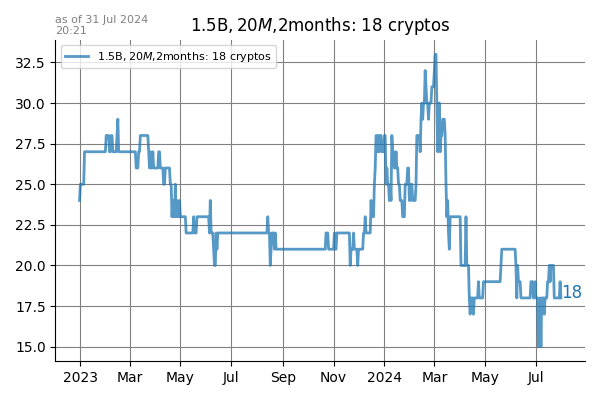 as of 31 Jul 2024
20:21
1.5B, 20M,2months: 18 cryptos
1.5B, 20M,2months: 18 cryptos
32.5
30.0
27.5
25.0
22.5
20.0
17.5
15.0
18
2023 Mar May Jul Sep Nov 2024 Mar May Jul